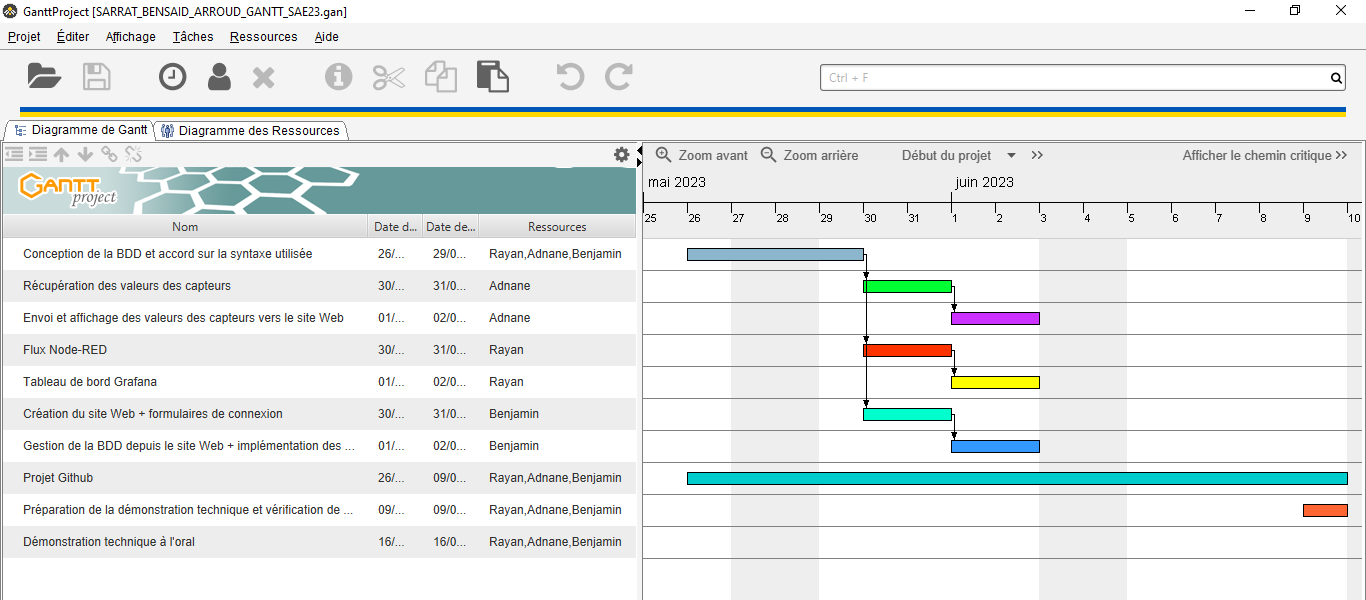 GanttProject [SARRAT_BENSAID_ARROUD_GANTT_SAE23.gan]
Projet Éditer Affichage Tâches Ressources Aide
Ctrl + F
Diagramme de Gantt Diagramme des Ressources
Zoom avant Zoom arrière Début du projet >> Afficher le chemin critique >>
GANTT project
mai 2023 juin 2023
25 26 27 28 29 30 31 1 2 3 4 5 6 7 8 9 10
Nom Date d... Date de... Ressources
Conception de la BDD et accord sur la syntaxe utilisée 26/... 29/0... Rayan,Adnane,Benjamin
Récupération des valeurs des capteurs 30/... 31/0... Adnane
Envoi et affichage des valeurs des capteurs vers le site Web 01/... 02/0... Adnane
Flux Node-RED 30/... 31/0... Rayan
Tableau de bord Grafana 01/... 02/0... Rayan
Création du site Web + formulaires de connexion 30/... 31/0... Benjamin
Gestion de la BDD depuis le site Web + implémentation des ... 01/... 02/0... Benjamin
Projet Github 26/... 09/0... Rayan,Adnane,Benjamin
Préparation de la démonstration technique et vérification de ... 09/... 09/0... Rayan,Adnane,Benjamin
Démonstration technique à l'oral 16/... 16/0... Rayan,Adnane,Benjamin